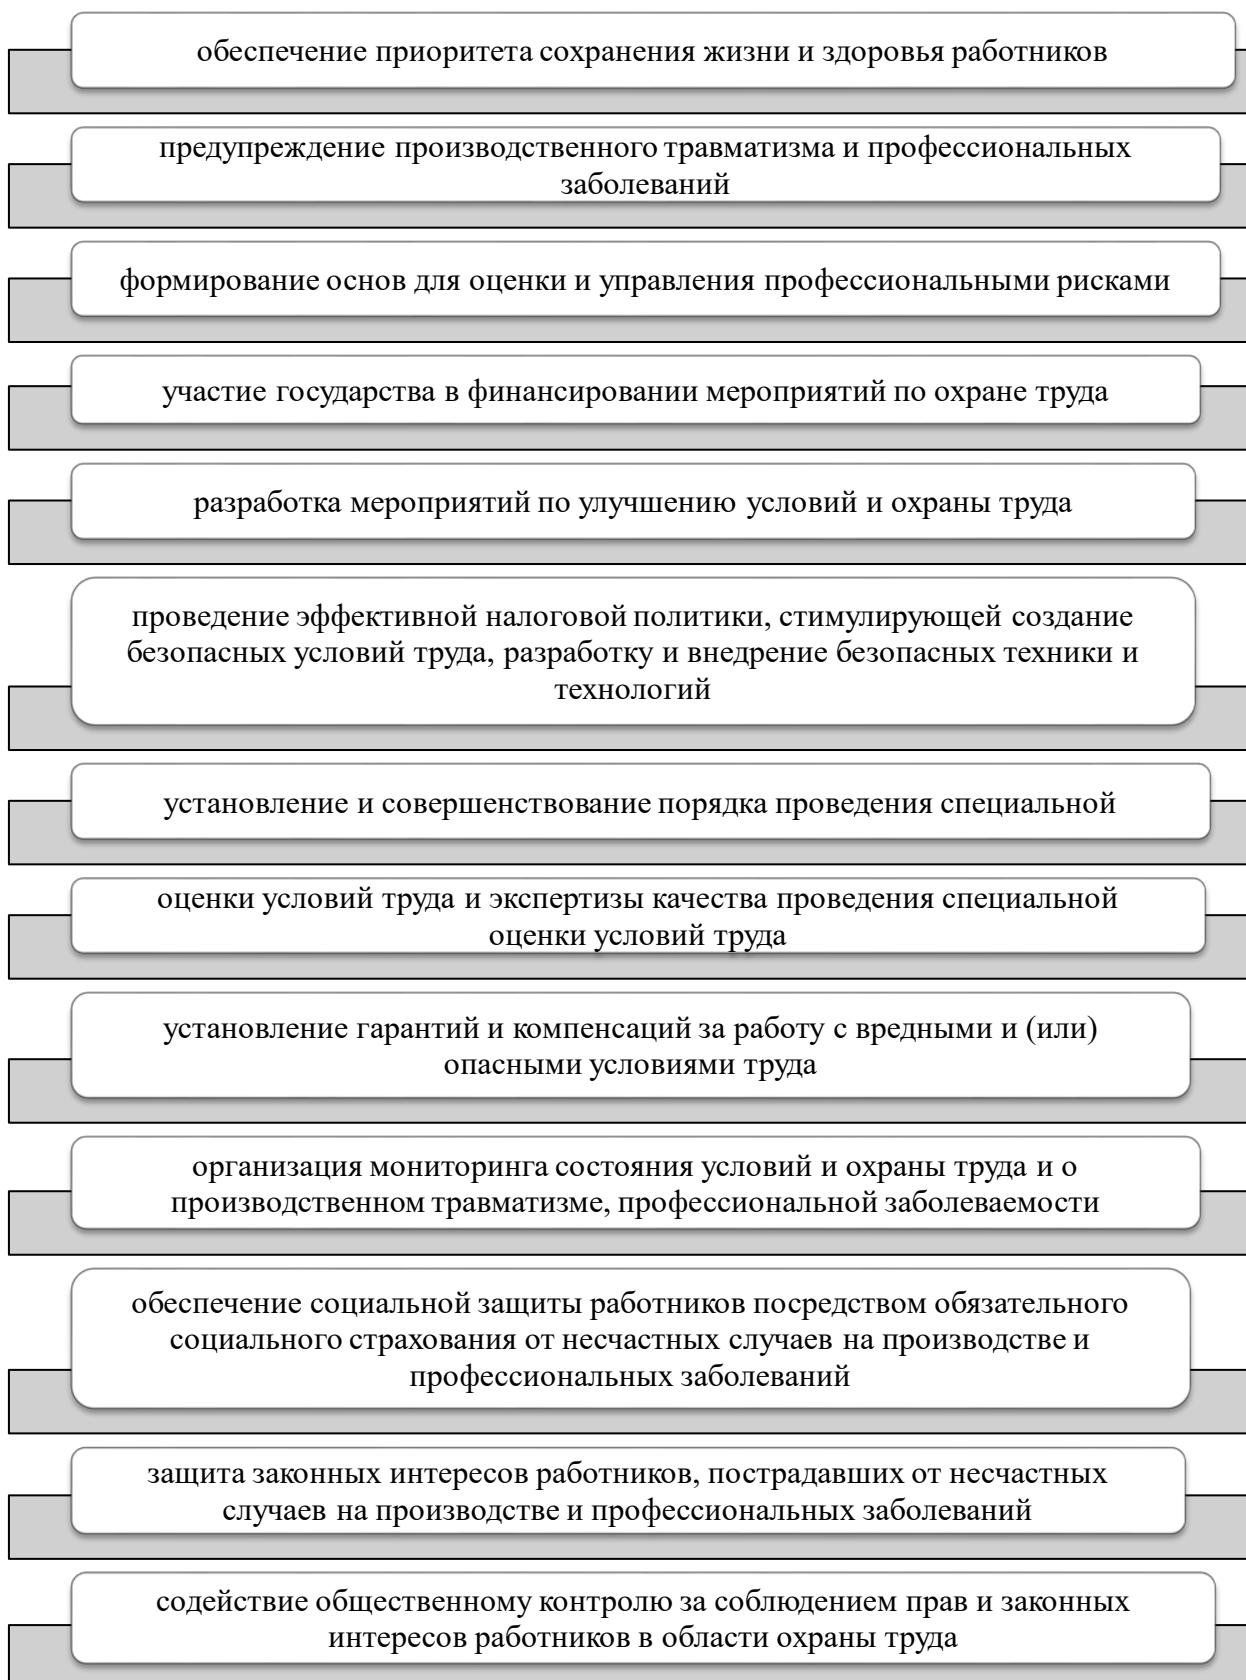 обеспечение приоритета сохранения жизни и здоровья работников
предупреждение производственного травматизма и профессиональных
заболеваний
формирование основ для оценки и управления профессиональными рисками
участие государства в финансировании мероприятий по охране труда
разработка мероприятий по улучшению условий и охраны труда
проведение эффективной налоговой политики, стимулирующей создание
безопасных условий труда, разработку и внедрение безопасных техники и
технологий
установление и совершенствование порядка проведения специальной
оценки условий труда и экспертизы качества проведения специальной
оценки условий труда
установление гарантий и компенсаций за работу с вредными и (или)
опасными условиями труда
организация мониторинга состояния условий и охраны труда и о
производственном травматизме, профессиональной заболеваемости
обеспечение социальной защиты работников посредством обязательного
социального страхования от несчастных случаев на производстве и
профессиональных заболеваний
защита законных интересов работников, пострадавших от несчастных
случаев на производстве и профессиональных заболеваний
содействие общественному контролю за соблюдением прав и законных
интересов работников в области охраны труда